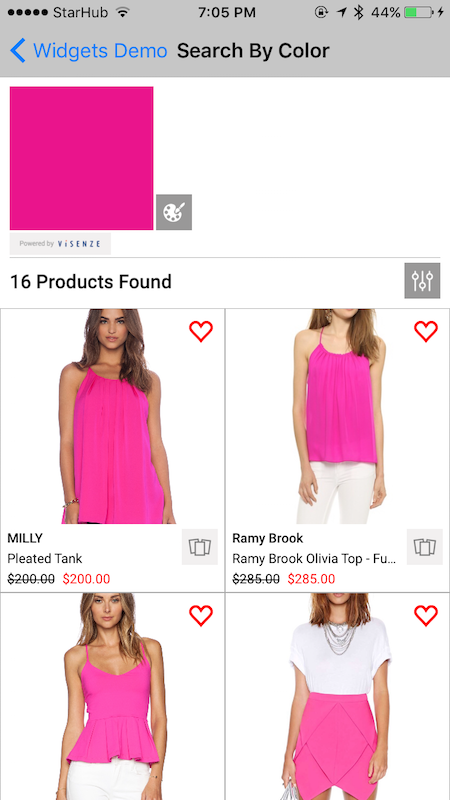 StarHub 7:05 PM 44%
Widgets Demo Search By Color
Powered by ViSENZE
16 Products Found
MILLY
Pleated Tank
$200.00 $200.00
Ramy Brook
Ramy Brook Olivia Top - Fu...
$285.00 $285.00